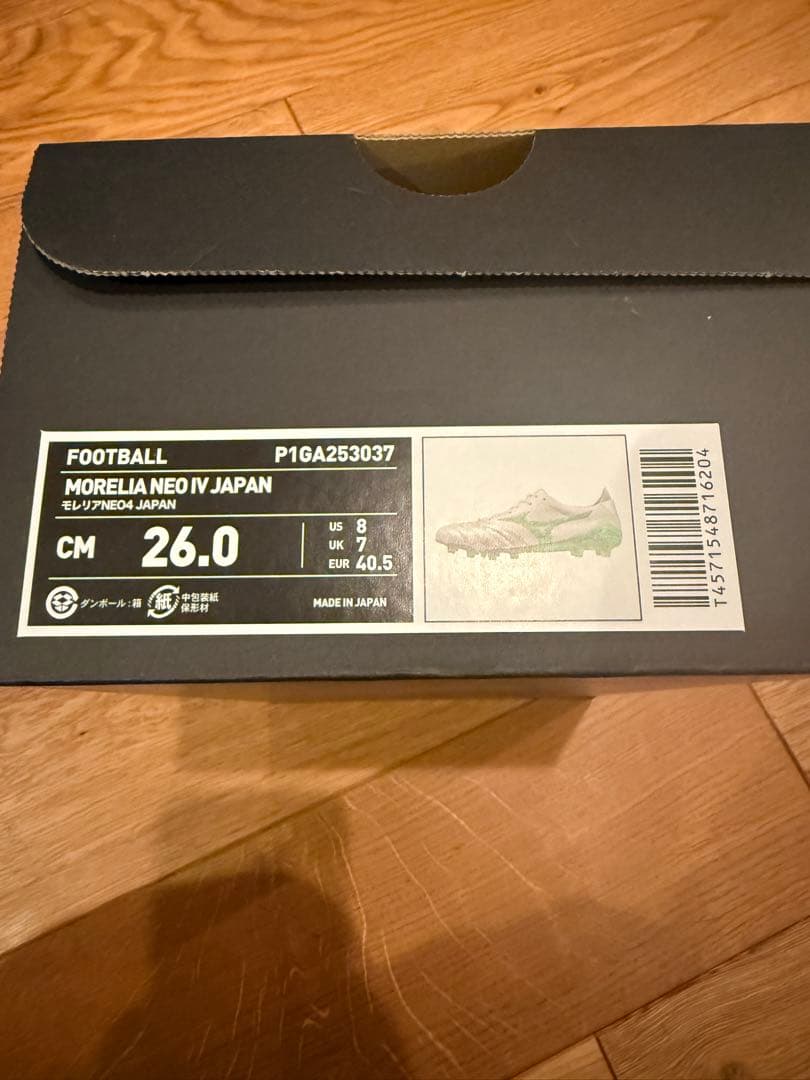 FOOTBALL P1GA253037
MORELIA NEO IV JAPAN
モレリアNEO4 JAPAN
CM 26.0
US 8
UK 7
EUR 40.5
ダンボール:箱
紙 中包装紙
保形材
MADE IN JAPAN
T4571548716204